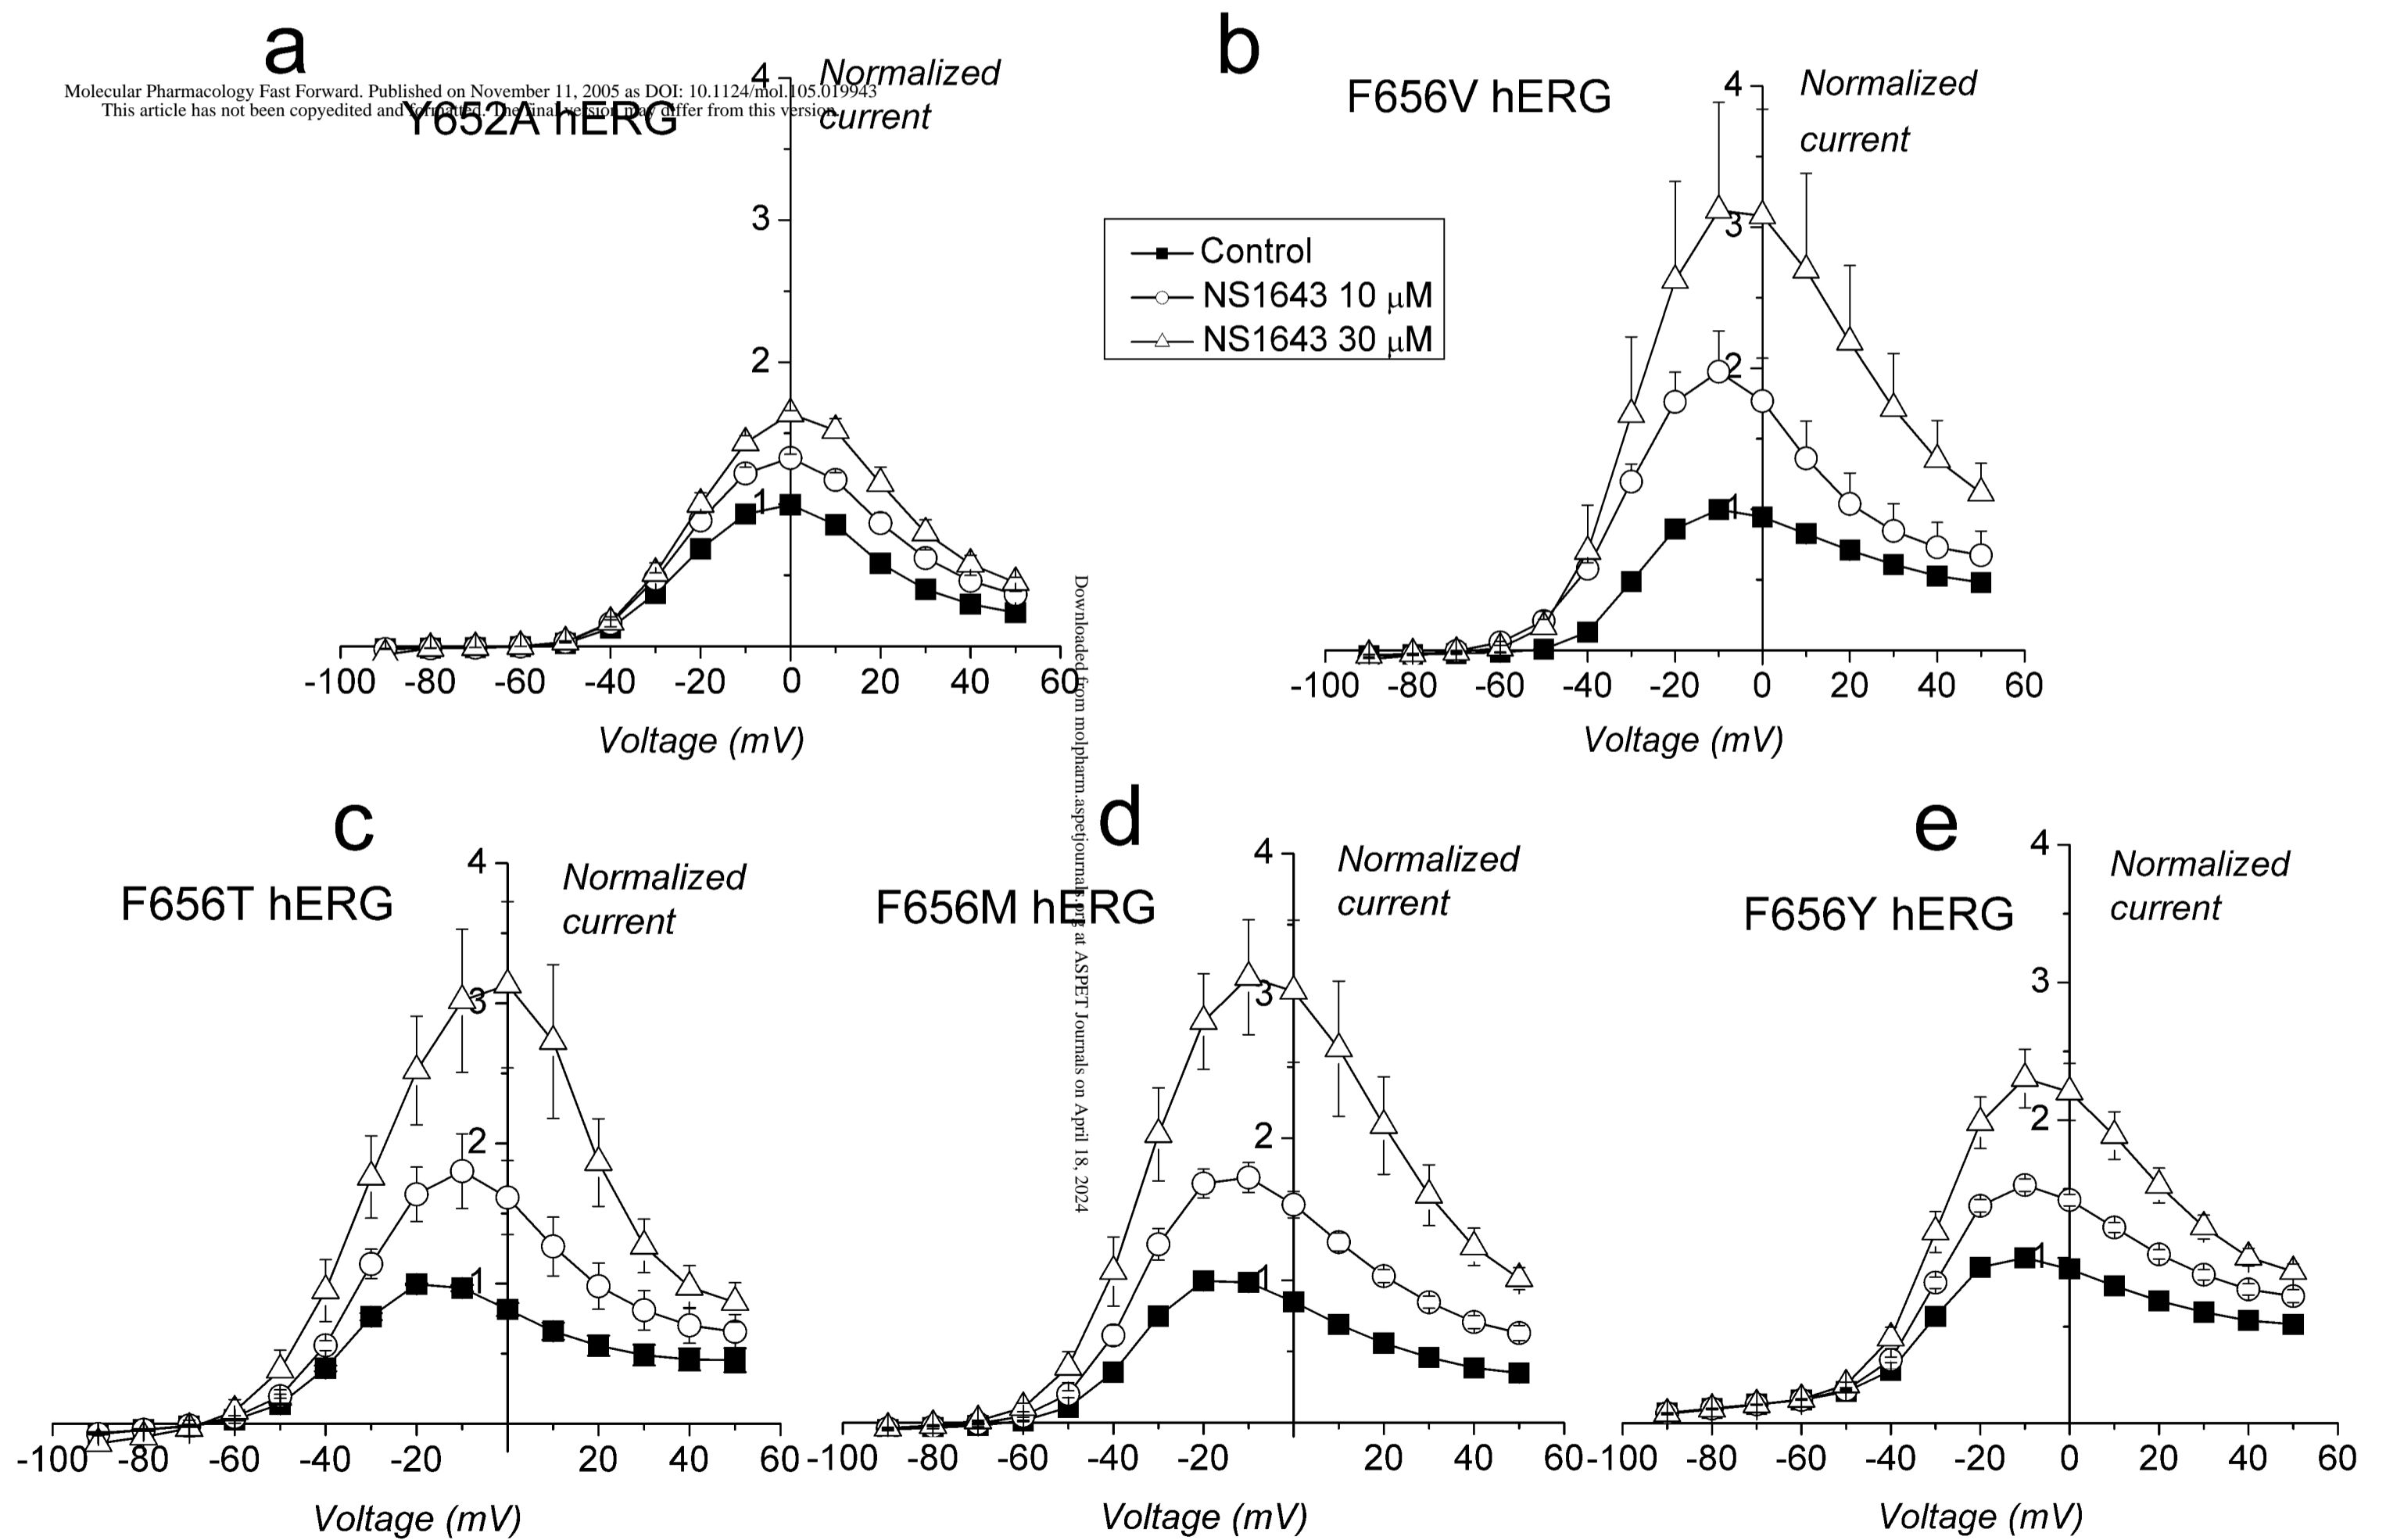 a
b
Molecular Pharmacology Fast Forward. Published on November 11, 2005 as DOI: 10.1124/mol.105.019943
This article has not been copyedited and formatted. The final version may differ from this version.
Y652A hERG
Normalized
current
4
3
2
1
-100 -80 -60 -40 -20 0 20 40 60
Voltage (mV)
F656V hERG
Normalized
current
4
3
2
1
-100 -80 -60 -40 -20 0 20 40 60
Voltage (mV)
Control
NS1643 10 µM
NS1643 30 µM
Downloaded from molpharm.aspetjournals.org at ASPET Journals on April 18, 2024
c
F656T hERG
Normalized
current
4
3
2
1
-100 -80 -60 -40 -20 20 40 60
Voltage (mV)
d
F656M hERG
Normalized
current
4
3
2
1
-100 -80 -60 -40 -20 20 40 60
Voltage (mV)
e
F656Y hERG
Normalized
current
4
3
2
1
-100 -80 -60 -40 -20 0 20 40 60
Voltage (mV)